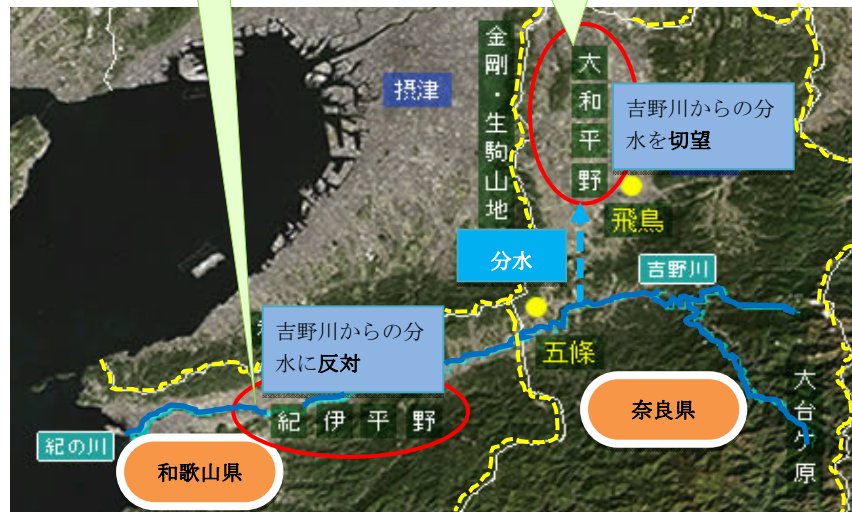 金剛・生駒山地
大和平野
摂津
吉野川からの分
水を切望
飛鳥
分水
吉野川
吉野川からの分
水に反対
五條
紀伊平野
奈良県
大台ケ原
紀の川
和歌山県